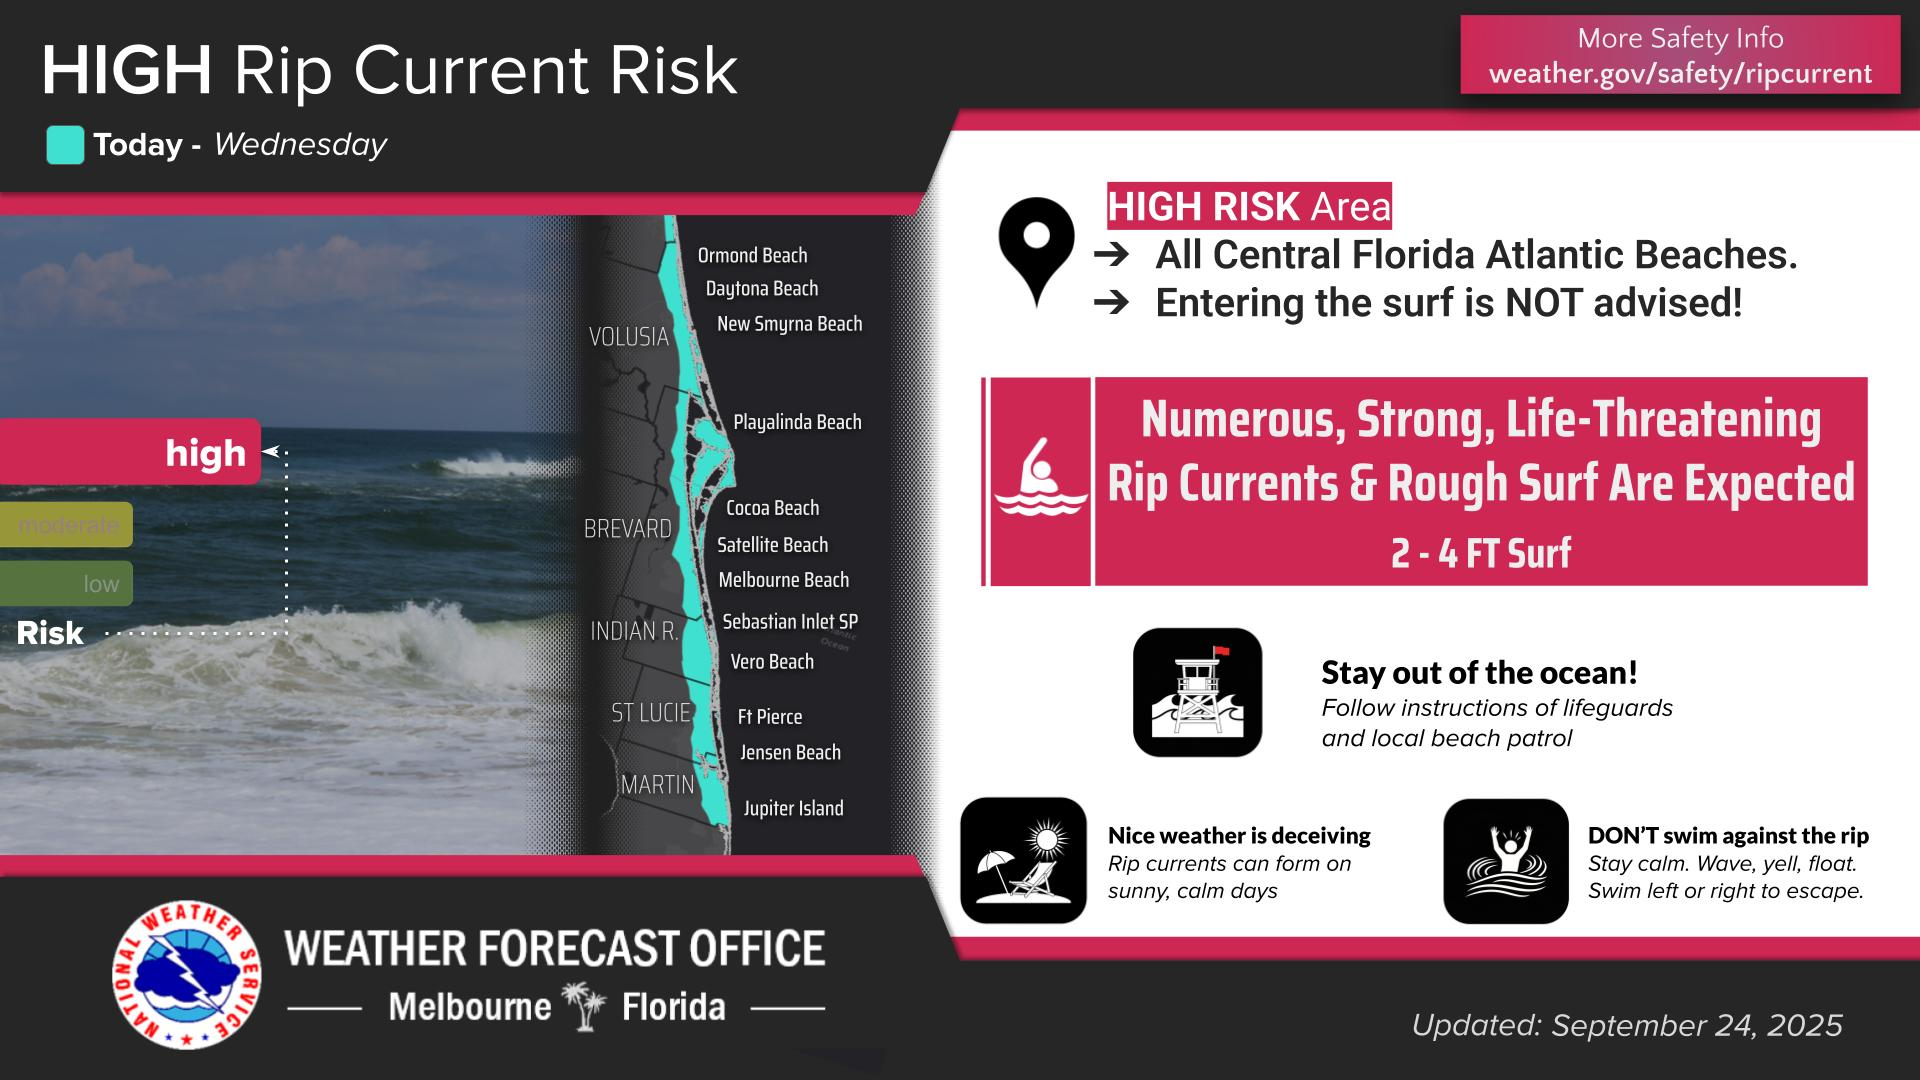 HIGH Rip Current Risk
Today - Wednesday
More Safety Info
weather.gov/safety/ripcurrent
high
moderate
low
Risk
Ormond Beach
Daytona Beach
New Smyrna Beach
VOLUSIA
Playalinda Beach
Cocoa Beach
BREVARD
Satellite Beach
Melbourne Beach
Sebastian Inlet SP
INDIAN R.
Atlantic
Ocean
Vero Beach
ST LUCIE
Ft Pierce
Jensen Beach
MARTIN
Jupiter Island
HIGH RISK Area
➔ All Central Florida Atlantic Beaches.
➔ Entering the surf is NOT advised!
Numerous, Strong, Life-Threatening
Rip Currents & Rough Surf Are Expected
2 - 4 FT Surf
Stay out of the ocean!
Follow instructions of lifeguards
and local beach patrol
Nice weather is deceiving
Rip currents can form on
sunny, calm days
DON'T swim against the rip
Stay calm. Wave, yell, float.
Swim left or right to escape.
NATIONAL WEATHER SERVICE
WEATHER FORECAST OFFICE
Melbourne Florida
Updated: September 24, 2025